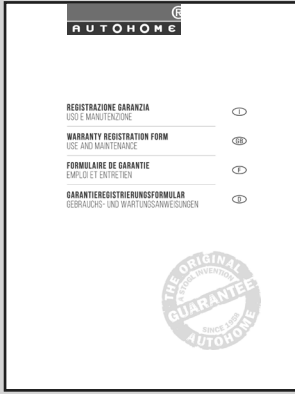 ®
AUTOHOME
REGISTRAZIONE GARANZIA
USO E MANUTENZIONE
I
WARRANTY REGISTRATION FORM
USE AND MAINTENANCE
GB
FORMULAIRE DE GARANTIE
EMPLOI ET ENTRETIEN
F
GARANTIEREGISTRIERUNGSFORMULAR
GEBRAUCHS- UND WARTUNGSANWEISUNGEN
D
THE ORIGINAL
INVENTION
GUARANTEE
SINCE 1958
AUTOHOME